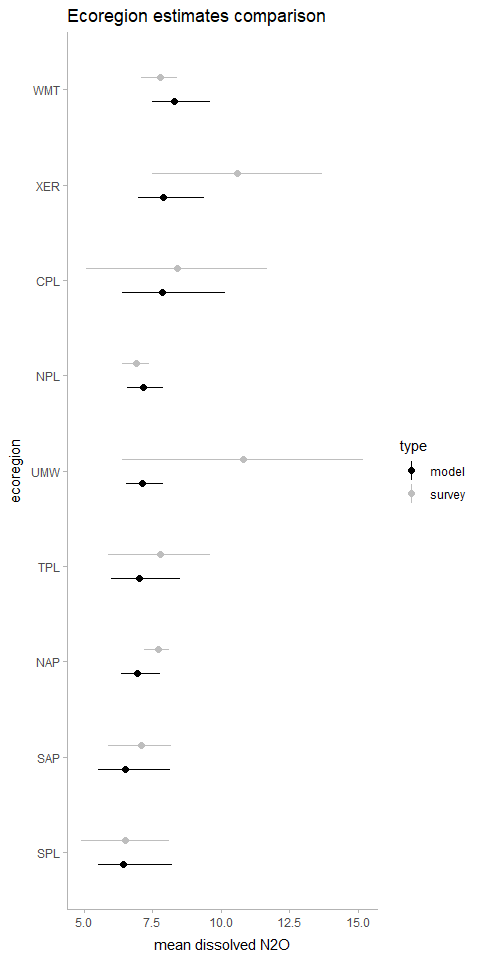 Ecoregion estimates comparison
WMT
XER
CPL
NPL
UMW
TPL
NAP
SAP
SPL
ecoregion
5.0 7.5 10.0 12.5 15.0
mean dissolved N2O
type
model
survey